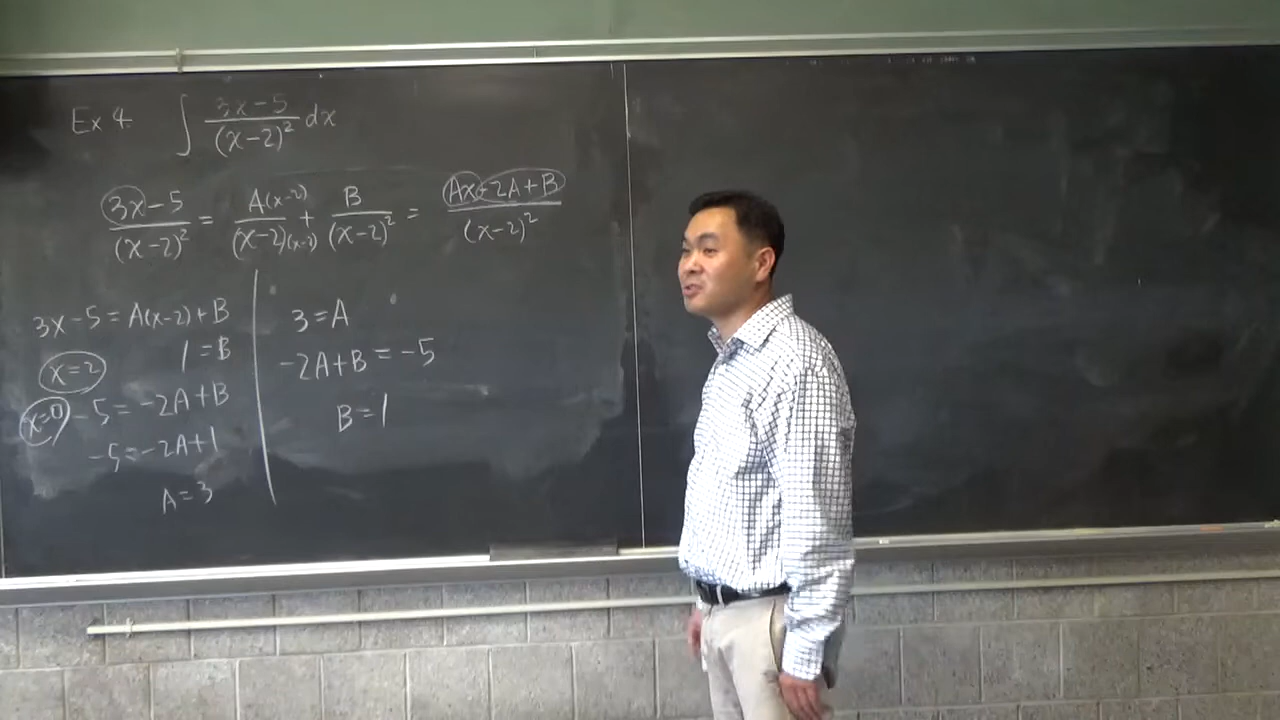 Ex 4. ∫ (3x-5)/(x-2)² dx
(3x-5)/(x-2)² = A(x-2)/(x-2)(x-2) + B/(x-2)² = (Ax-2A+B)/(x-2)²
3x-5=A(x-2)+B
1=B
x=2
x=0 -5=-2A+B
-5=-2A+1
A=3
3=A
-2A+B=-5
B=1